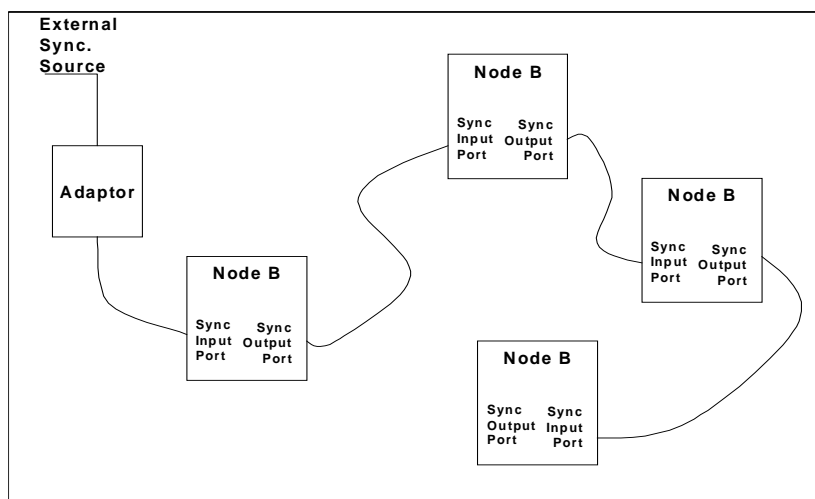 External
Sync.
Source
Adaptor
Node B
Sync
Input
Port
Sync
Output
Port
Node B
Sync
Input
Port
Sync
Output
Port
Node B
Sync
Input
Port
Sync
Output
Port
Node B
Sync
Output
Port
Sync
Input
Port